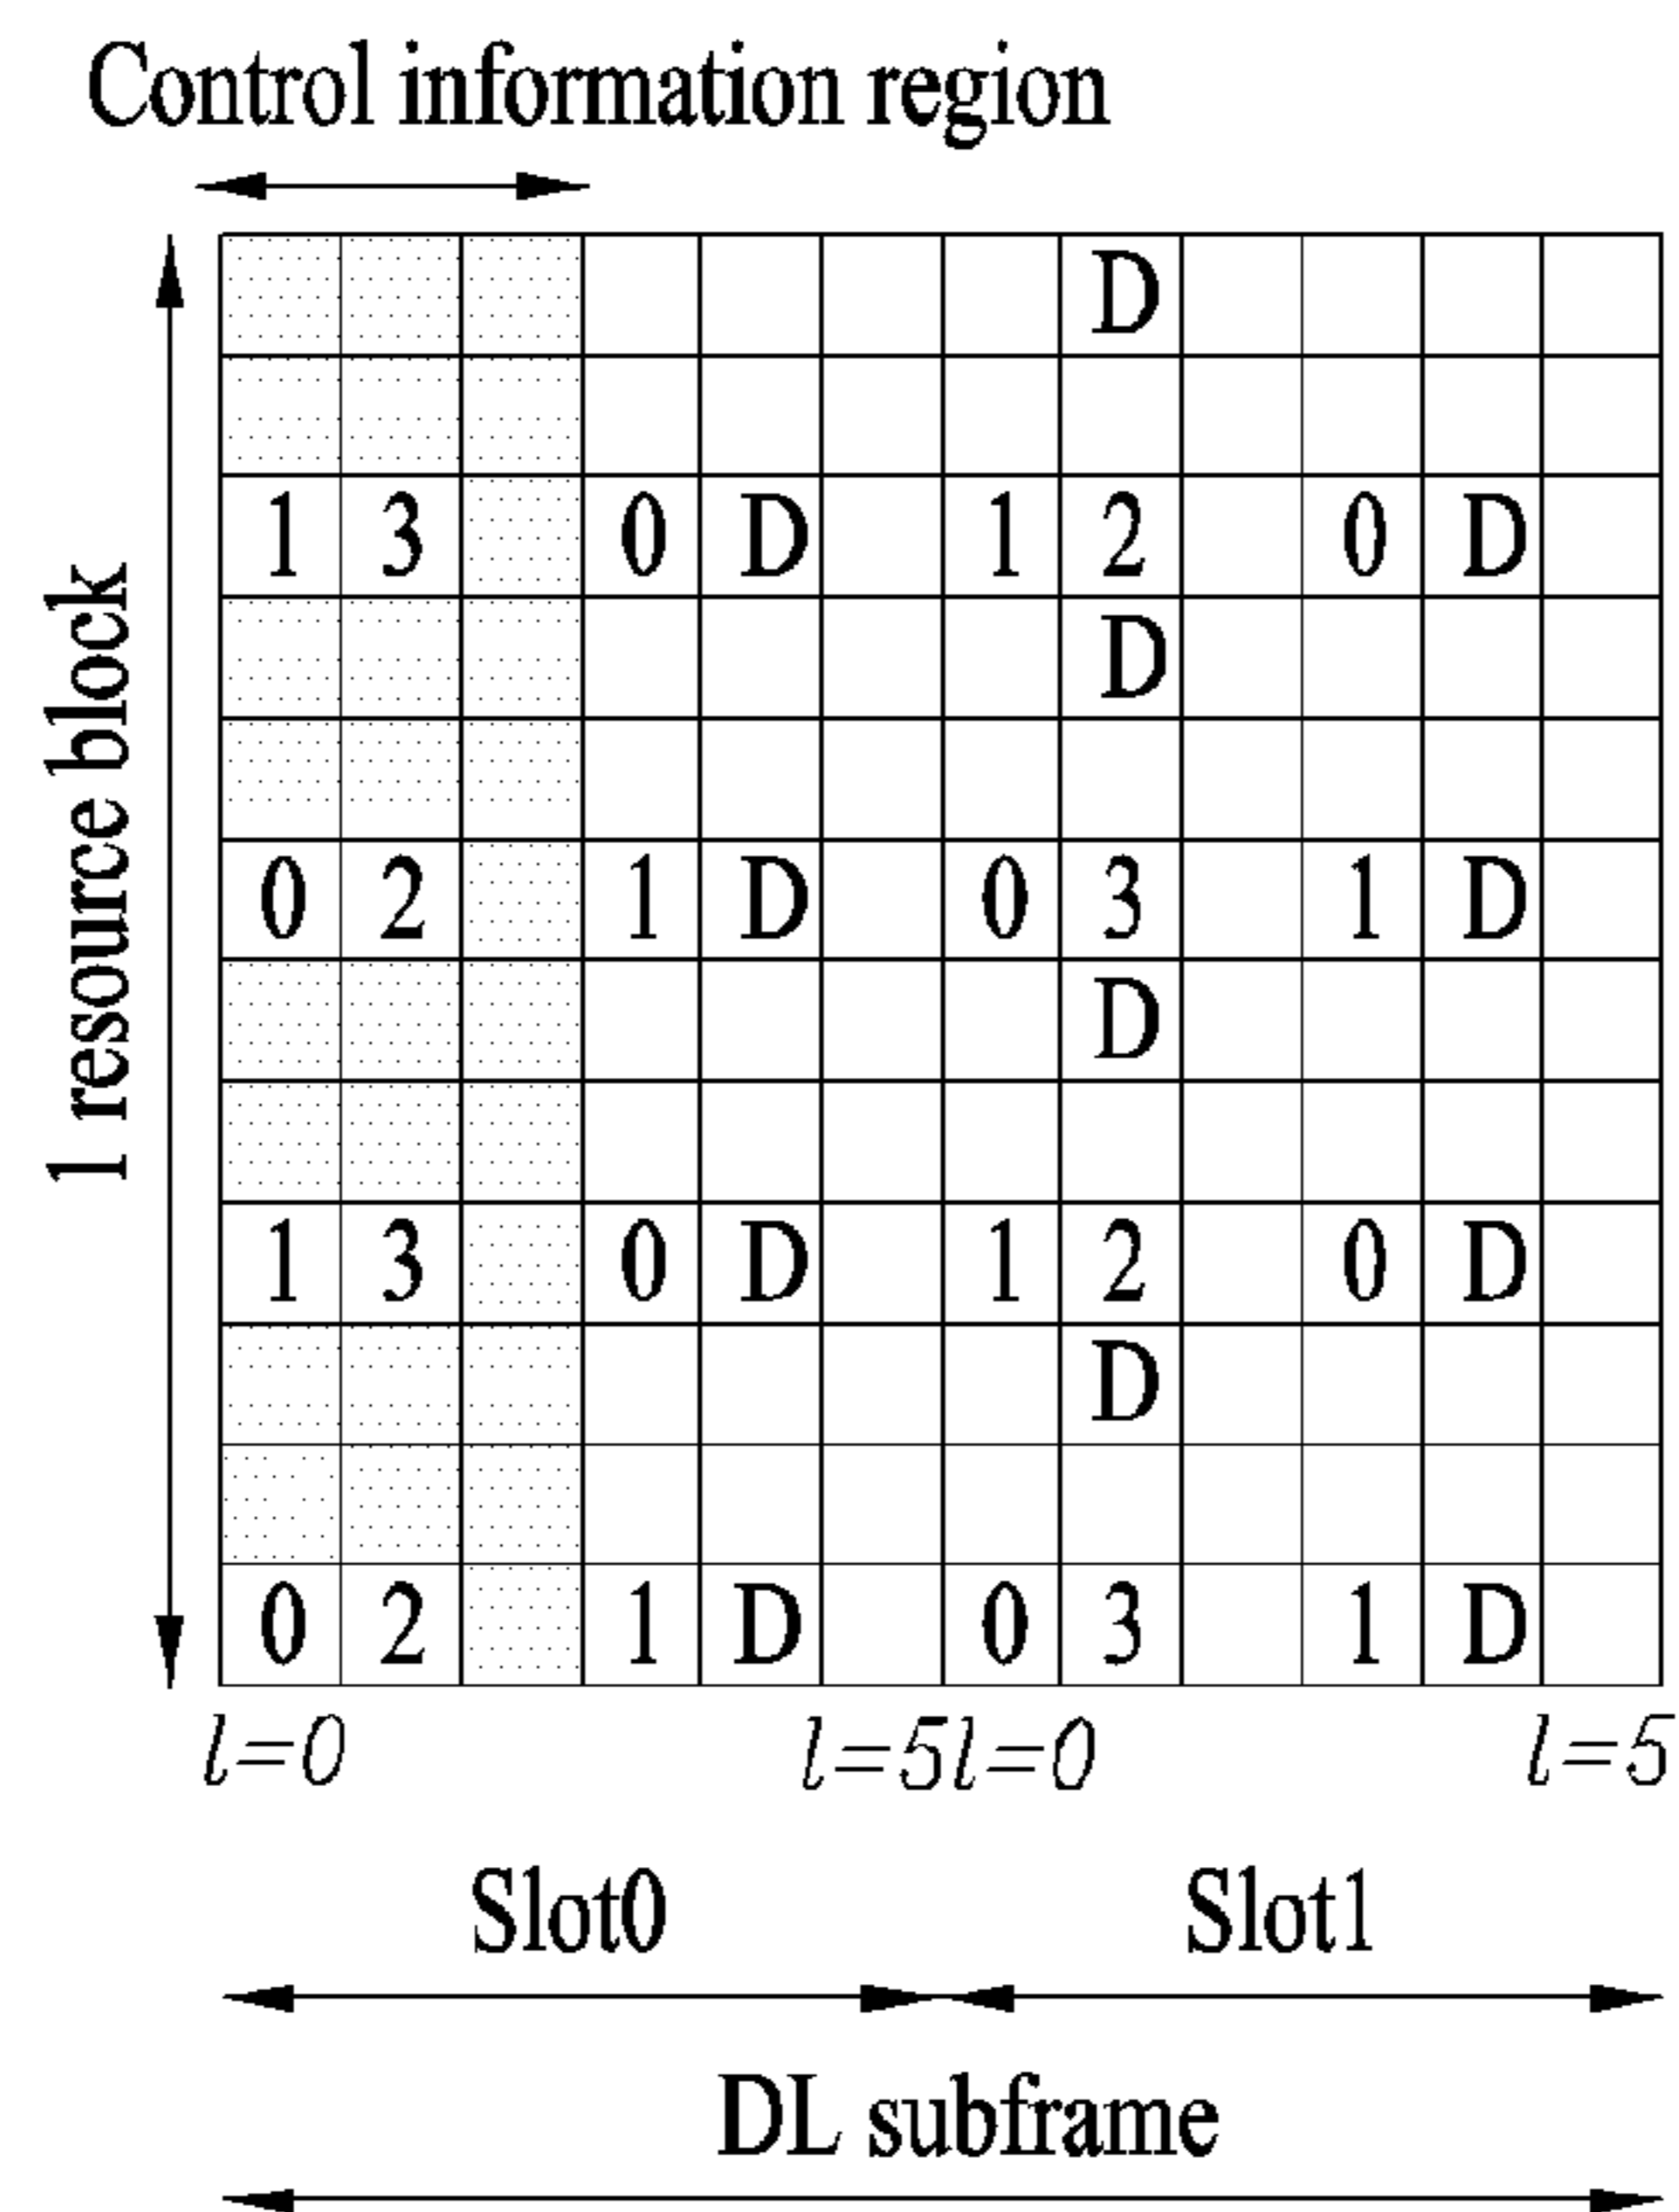 Control information region
1 resource block
D
1 3 0 D 1 2 0 D
D
0 2 1 D 0 3 1 D
D
1 3 0 D 1 2 0 D
D
0 2 1 D 0 3 1 D
l=0 l=5 l=0 l=5
Slot0 Slot1
DL subframe